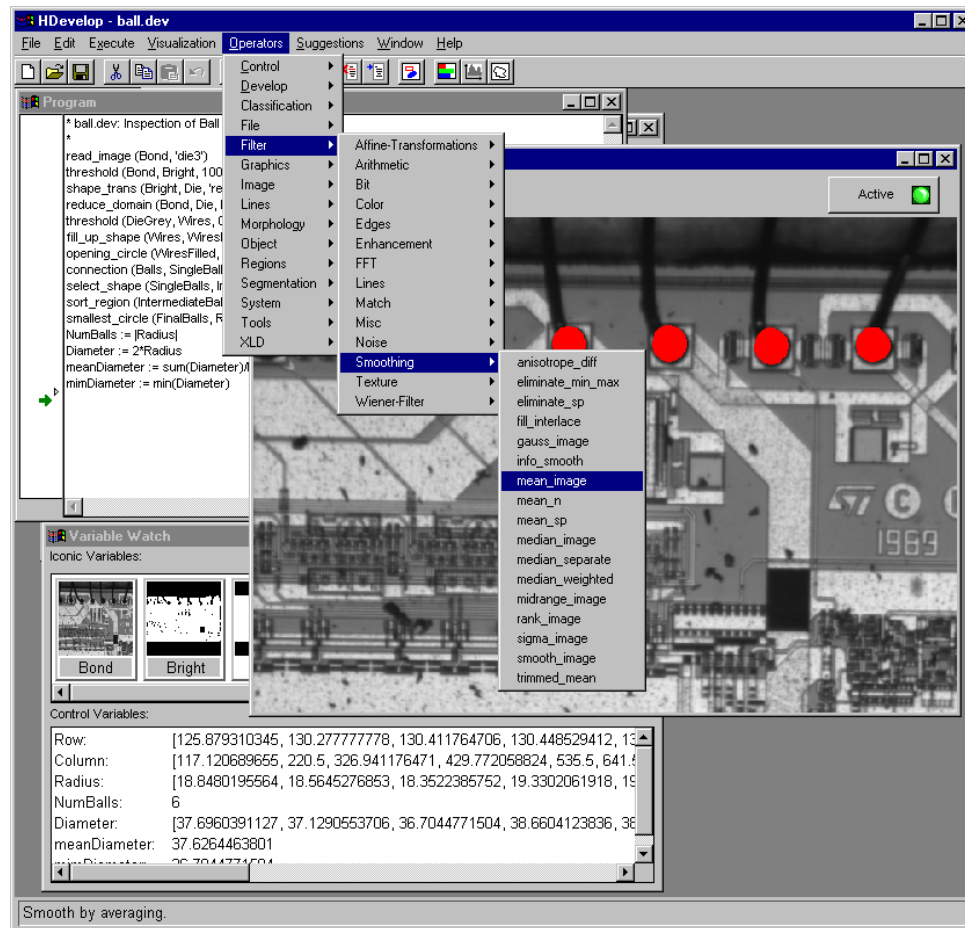 HDevelop - ball.dev
File Edit Execute Visualization Operators Suggestions Window Help
Program
* ball.dev: Inspection of Ball
*
read_image (Bond, 'die3')
threshold (Bond, Bright, 100
shape_trans (Bright, Die, 're
reduce_domain (Bond, Die,
threshold (DieGrey, Wires, 0
fill_up_shape (Wires, Wires
opening_circle (WiresFilled,
connection (Balls, SingleBall
select_shape (SingleBalls, In
sort_region (IntermediateBal
smallest_circle (FinalBalls, R
NumBalls := |Radius|
Diameter := 2*Radius
meanDiameter := sum(Diameter)/
mimDiameter := min(Diameter)
Control
Develop
Classification
File
Filter
Graphics
Image
Lines
Morphology
Object
Regions
Segmentation
System
Tools
XLD
Affine-Transformations
Arithmetic
Bit
Color
Edges
Enhancement
FFT
Lines
Match
Misc
Noise
Smoothing
Texture
Wiener-Filter
anisotrope_diff
eliminate_min_max
eliminate_sp
fill_interlace
gauss_image
info_smooth
mean_image
mean_n
mean_sp
median_image
median_separate
median_weighted
midrange_image
rank_image
sigma_image
smooth_image
trimmed_mean
Active
ST © 
1989
Variable Watch
Iconic Variables:
Bond Bright
Control Variables:
Row: [125.879310345, 130.277777778, 130.411764706, 130.448529412, 13
Column: [117.120689655, 220.5, 326.941176471, 429.772058824, 535.5, 641.5
Radius: [18.8480195564, 18.5645276853, 18.3522385752, 19.3302061918, 19
NumBalls: 6
Diameter: [37.6960391127, 37.1290553706, 36.7044771504, 38.6604123836, 38
meanDiameter: 37.6264463801
mimDiameter: 36.7044771504
Smooth by averaging.